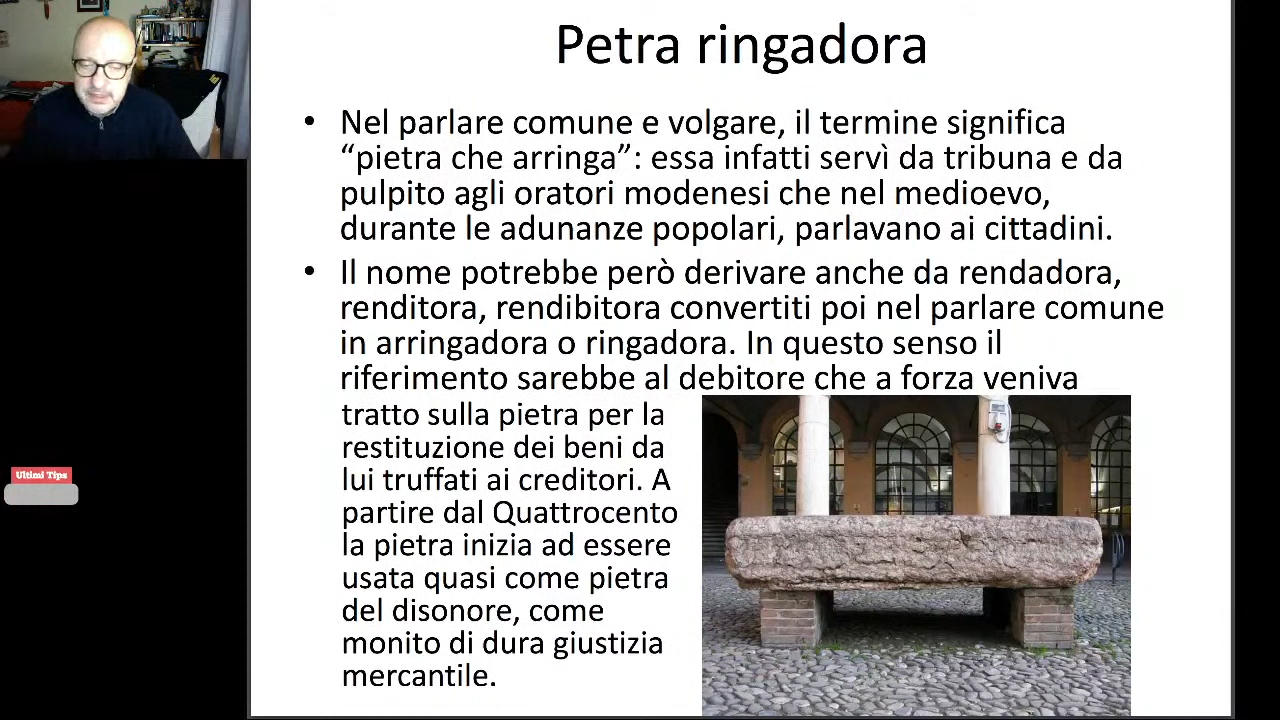 Petra ringadora
• Nel parlare comune e volgare, il termine significa
“pietra che arringa”: essa infatti servì da tribuna e da
pulpito agli oratori modenesi che nel medioevo,
durante le adunanze popolari, parlavano ai cittadini.
• Il nome potrebbe però derivare anche da rendadora,
renditora, rendibitora convertiti poi nel parlare comune
in arringadora o ringadora. In questo senso il
riferimento sarebbe al debitore che a forza veniva
tratto sulla pietra per la
restituzione dei beni da
lui truffati ai creditori. A
partire dal Quattrocento
la pietra inizia ad essere
usata quasi come pietra
del disonore, come
monito di dura giustizia
mercantile.
Ultimi Tips